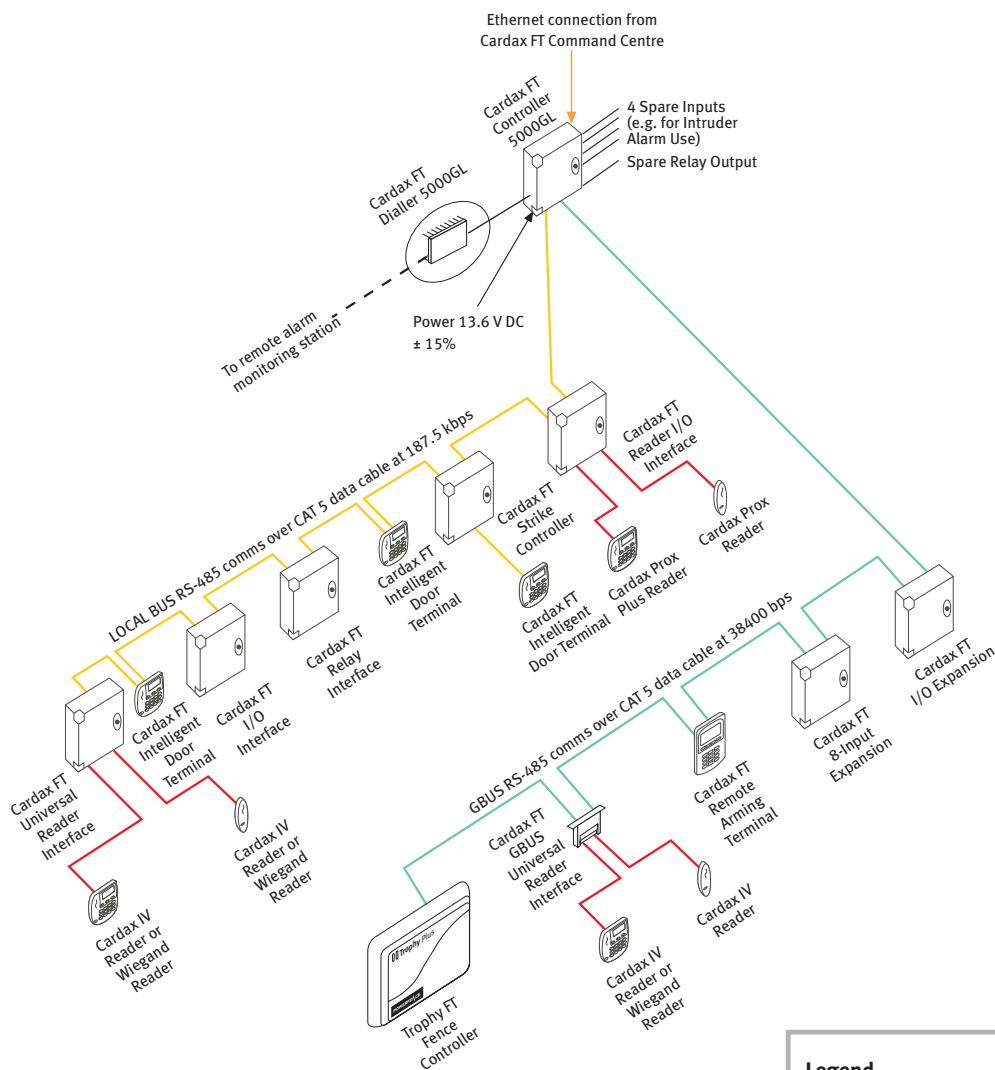 Ethernet connection from
Cardax FT Command Centre
Cardax FT
Controller
5000GL
4 Spare Inputs
(e.g. for Intruder
Alarm Use)
Spare Relay Output
Cardax FT
Dialler 5000GL
To remote alarm
monitoring station
Power 13.6 V DC
± 15%
LOCAL BUS RS-485 comms over CAT 5 data cable at 187.5 kbps
Cardax FT
Reader I/O
Interface
Cardax Prox
Reader
Cardax FT
Strike
Controller
Cardax Prox
Plus Reader
Cardax FT
Intelligent
Door Terminal
Cardax FT
Intelligent
Door
Terminal
Cardax FT
Relay
Interface
Cardax FT
I/O
Interface
Cardax FT
Intelligent
Door
Terminal
Cardax FT
Universal
Reader
Interface
Cardax IV
Reader or
Wiegand
Reader
Cardax IV
Reader or
Wiegand
Reader
GBUS RS-485 comms over CAT 5 data cable at 38400 bps
Cardax FT
I/O Expansion
Cardax FT
8-Input
Expansion
Cardax FT
Remote
Arming
Terminal
Cardax FT
GBUS
Universal
Reader
Interface
Cardax IV
Reader
Cardax IV
Reader or
Wiegand
Reader
Trophy Plus
Trophy FT
Fence
Controller
Legend